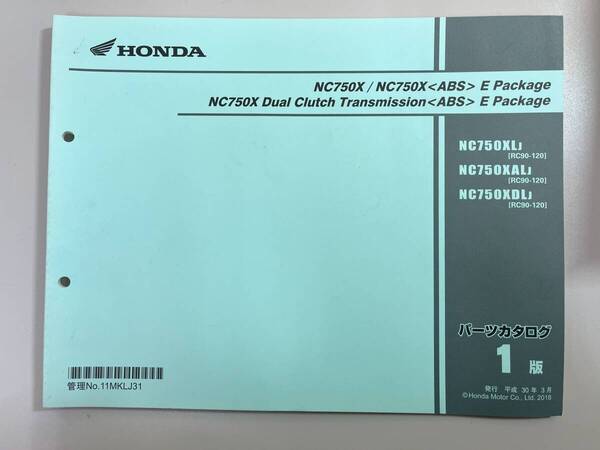 HONDA
NC750X / NC750X<ABS> E Package
NC750X Dual Clutch Transmission<ABS> E Package
NC750XLJ
[RC90-120]
NC750XALJ
[RC90-120]
NC750XDLJ
[RC90-120]
パーツカタログ
1 版
管理No.11MKLJ31
発行 平成 30 年 3 月
©Honda Motor Co., Ltd. 2018